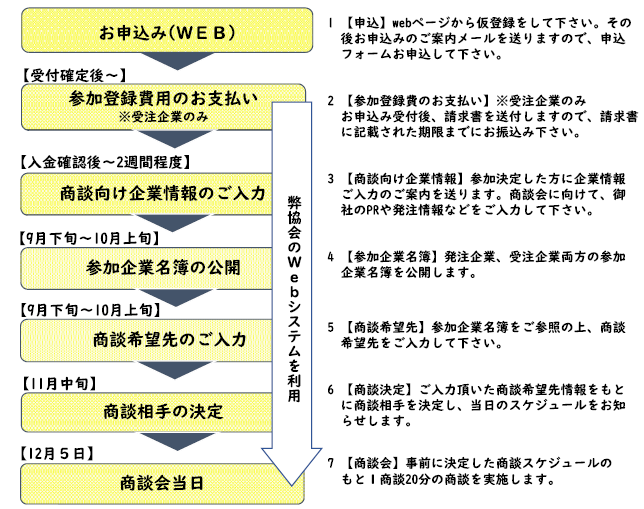 お申込み(WEB)
【受付確定後～】
参加登録費用のお支払い
※受注企業のみ
【入金確認後～2週間程度】
商談向け企業情報のご入力
【9月下旬～10月上旬】
参加企業名簿の公開
【9月下旬～10月上旬】
商談希望先のご入力
【11月中旬】
商談相手の決定
【12月５日】
商談会当日
弊協会のWebシステムを利用
1 【申込】webページから仮登録をして下さい。その
後お申込みのご案内メールを送りますので、申込
フォームお申込して下さい。
2 【参加登録費のお支払い】※受注企業のみ
お申込み受付後、請求書を送付しますので、請求書
に記載された期限までにお振込み下さい。
3 【商談向け企業情報】参加決定した方に企業情報
ご入力のご案内を送ります。商談会に向けて、御
社のPRや発注情報などをご入力して下さい。
4 【参加企業名簿】発注企業、受注企業両方の参加
企業名簿を公開します。
5 【商談希望先】参加企業名簿をご参照の上、商談
希望先をご入力して下さい。
6 【商談決定】ご入力頂いた商談希望先情報をもと
に商談相手を決定し、当日のスケジュールをお知
らせします。
7 【商談会】事前に決定した商談スケジュールの
もと１商談20分の商談を実施します。